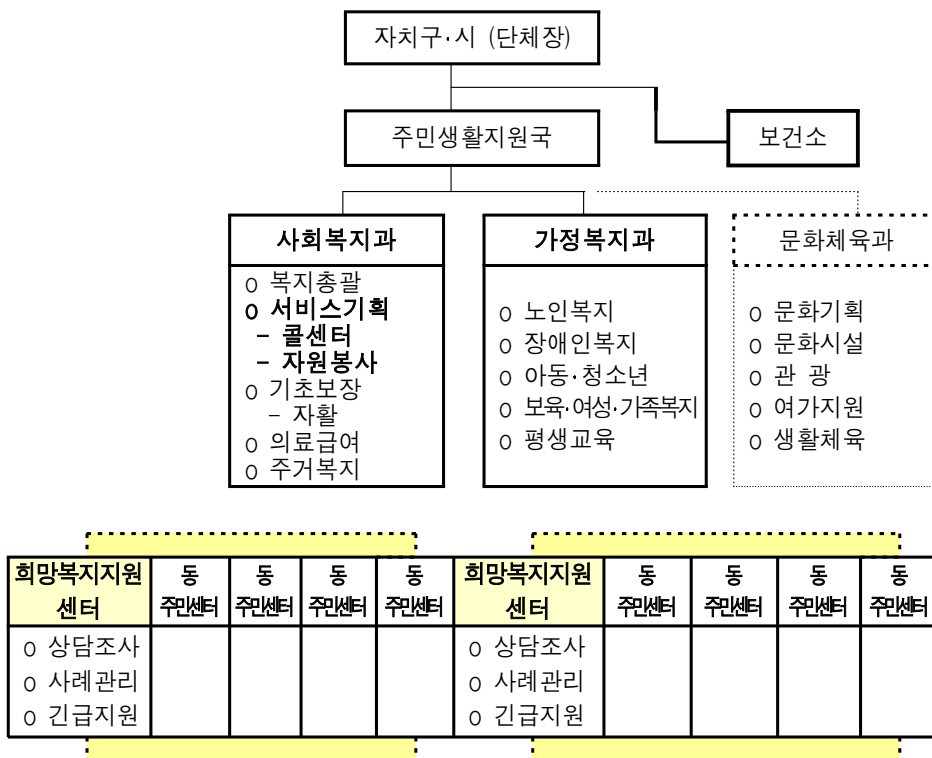 자치구·시 (단체장)
주민생활지원국
보건소
사회복지과
o 복지총괄
o 서비스기획
- 콜센터
- 자원봉사
o 기초보장
- 자활
o 의료급여
o 주거복지
가정복지과
o 노인복지
o 장애인복지
o 아동·청소년
o 보육·여성·가족복지
o 평생교육
문화체육과
o 문화기획
o 문화시설
o 관 광
o 여가지원
o 생활체육
희망복지지원
센터
동
주민센터
동
주민센터
동
주민센터
동
주민센터
희망복지지원
센터
동
주민센터
동
주민센터
동
주민센터
동
주민센터
o 상담조사
o 사례관리
o 긴급지원
o 상담조사
o 사례관리
o 긴급지원